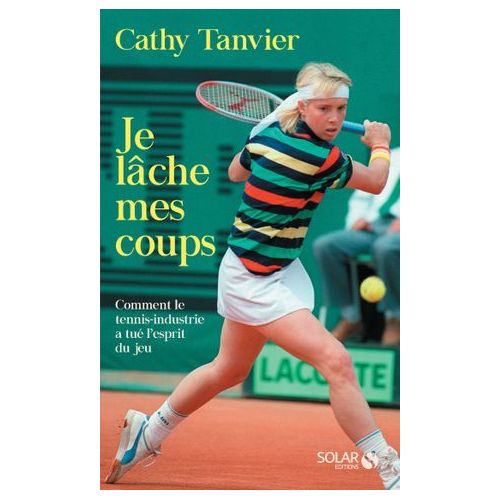 Cathy Tanvier
Je
lâche
mes
coups
Comment le
tennis-industrie
a tué l'esprit
du jeu
LACOSTE
SOLAR
EDITIONS